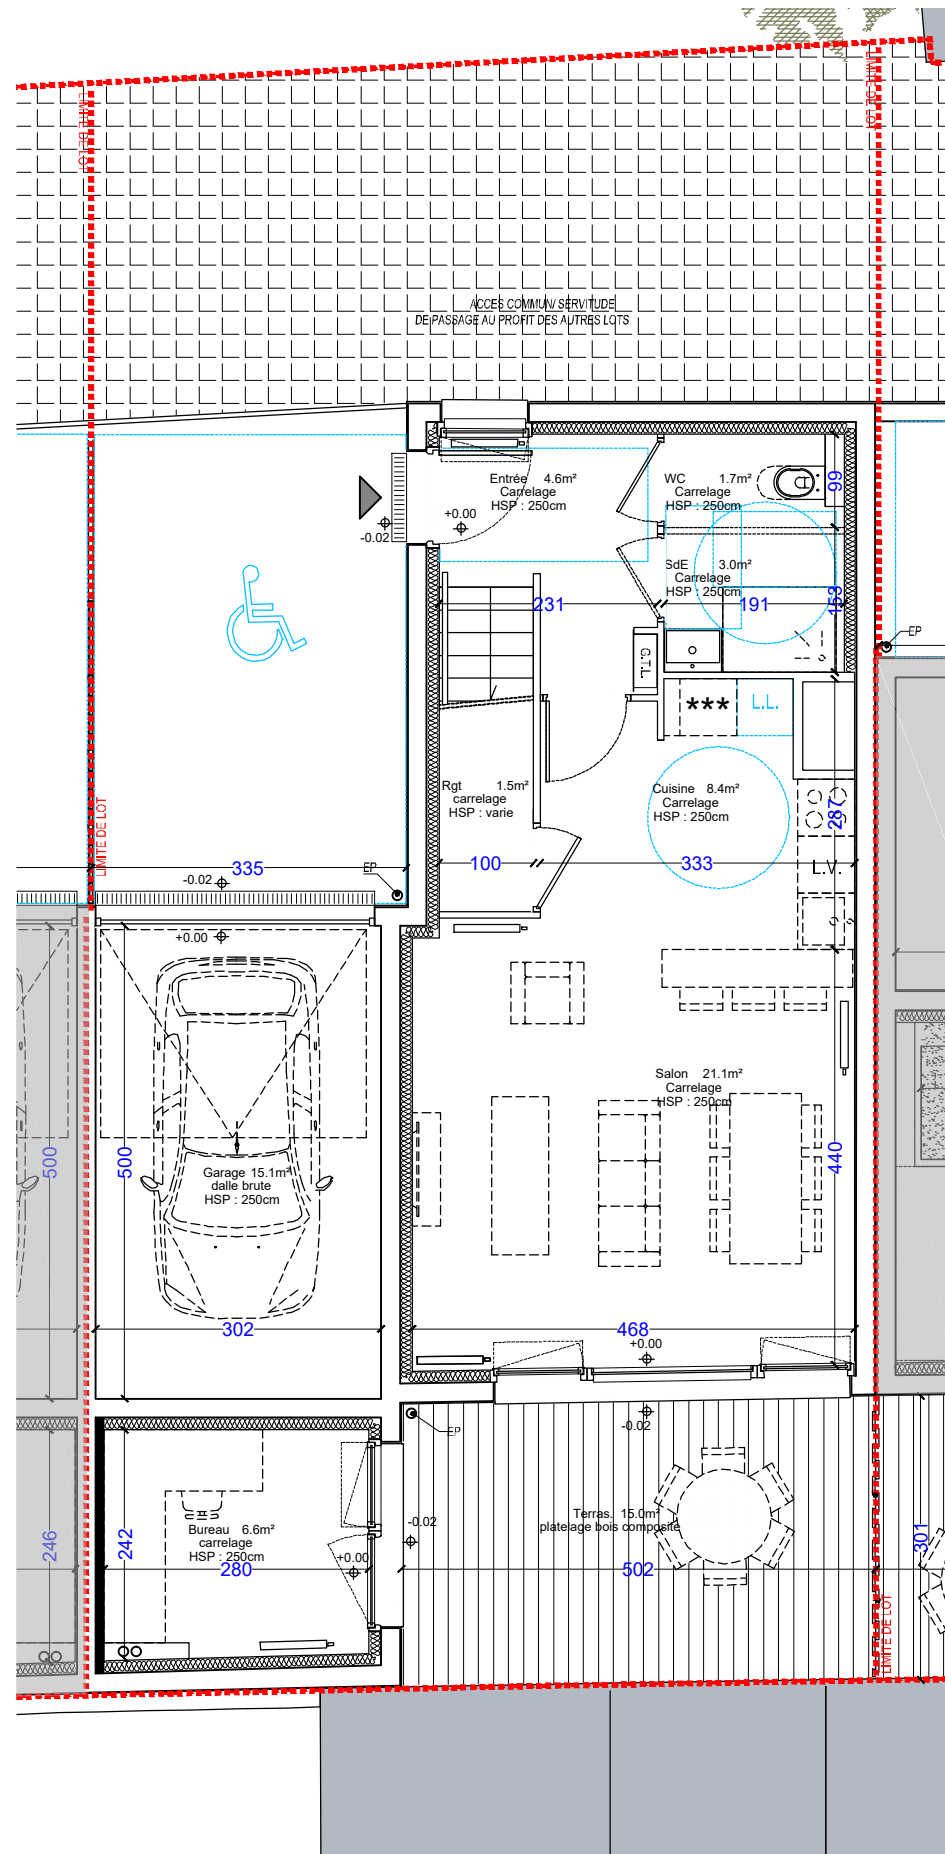 LIMITE DE LOT
LIMITE DE LOT
ACCES COMMUN/ SERVITUDE
DE PASSAGE AU PROFIT DES AUTRES LOTS
Entrée 4.6m²
Carrelage
HSP : 250cm
WC 1.7m²
Carrelage
HSP : 250cm
99
+0.00
-0.02
SdE 3.0m²
Carrelage
HSP : 250cm
231
191
153
EP
G.T.L.
***
L.L.
Rgt 1.5m²
carrelage
HSP : varie
Cuisine 8.4m²
Carrelage
HSP : 250cm
287
LIMITE DE LOT
335
EP
100
333
L.V.
-0.02
+0.00
Salon 21.1m²
Carrelage
HSP : 250cm
500
500
440
Garage 15.1m²
dalle brute
HSP : 250cm
302
468
+0.00
-0.02
EP
Terras. 15.0m²
platelage bois composite
-0.02
Bureau 6.6m²
carrelage
HSP : 250cm
+0.00
246
242
280
502
301
LIMITE DE LOT